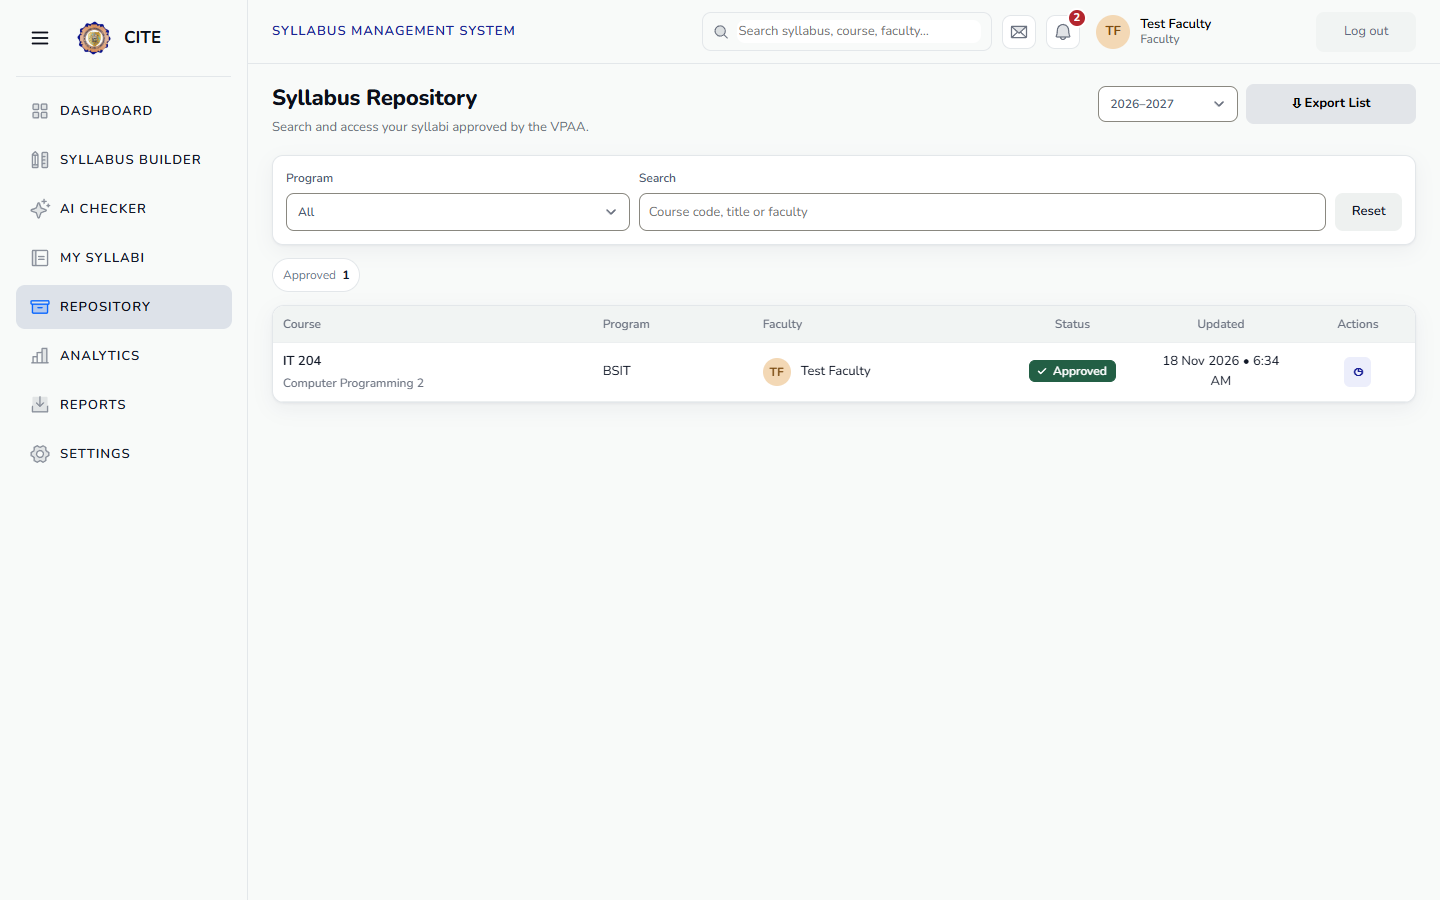 CITE
SYLLABUS MANAGEMENT SYSTEM
Search syllabus, course, faculty...
2
TF
Test Faculty
Faculty
Log out
DASHBOARD
SYLLABUS BUILDER
AI CHECKER
MY SYLLABI
REPOSITORY
ANALYTICS
REPORTS
SETTINGS
Syllabus Repository
Search and access your syllabi approved by the VPAA.
2026–2027
⇩ Export List
Program
Search
All
Course code, title or faculty
Reset
Approved 1
Course Program Faculty Status Updated Actions
IT 204
Computer Programming 2
BSIT
TF
Test Faculty
✓ Approved
18 Nov 2026 • 6:34
AM